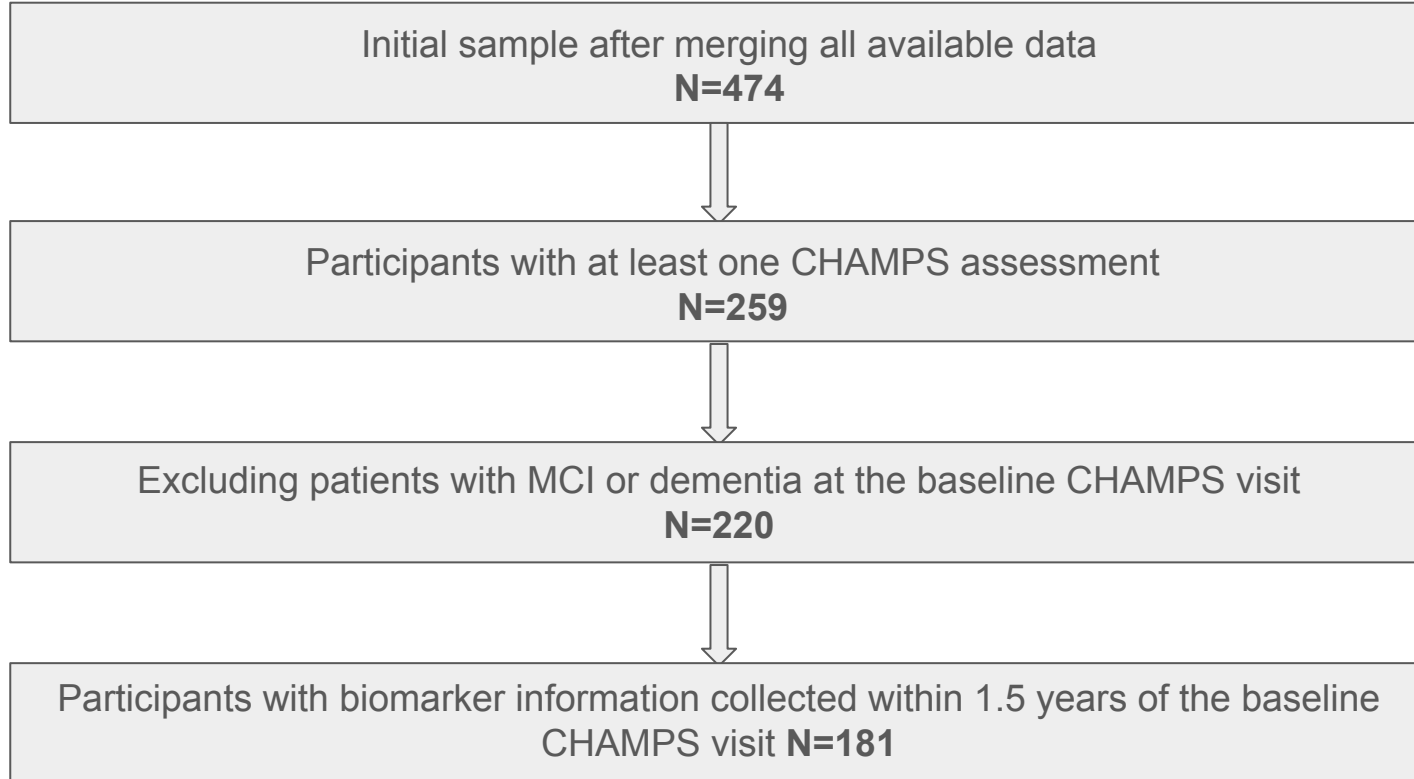 Initial sample after merging all available data
N=474
Participants with at least one CHAMPS assessment
N=259
Excluding patients with MCI or dementia at the baseline CHAMPS visit
N=220
Participants with biomarker information collected within 1.5 years of the baseline
CHAMPS visit N=181